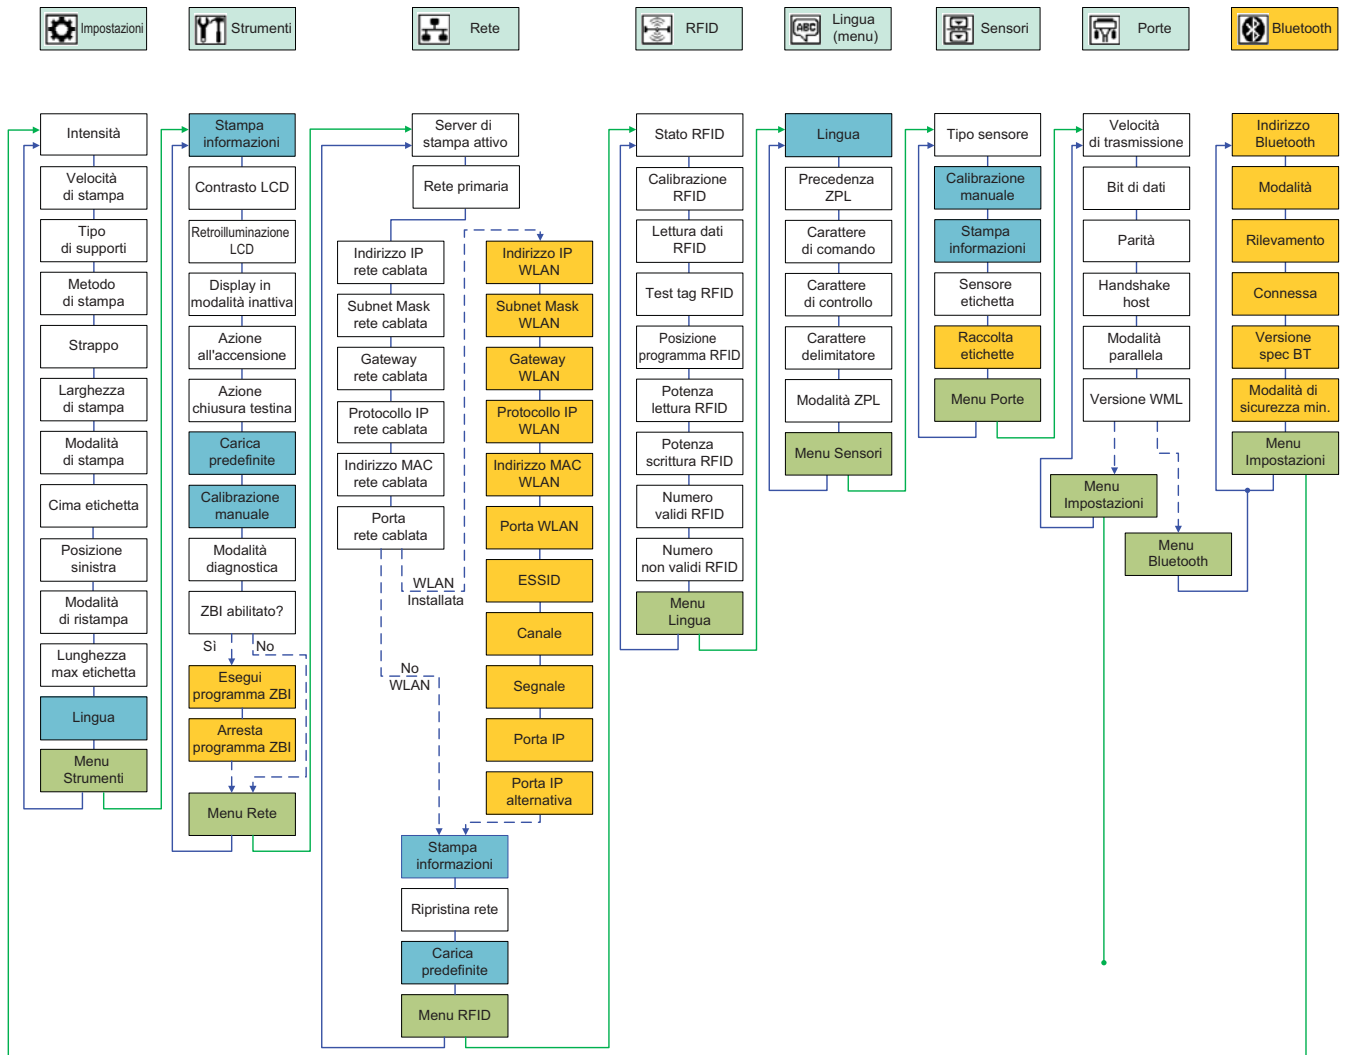 Impostazioni
Strumenti
Rete
RFID
ABC
Lingua
(menu)
Sensori
Porte
Bluetooth
Intensità
Velocità
di stampa
Tipo
di supporti
Metodo
di stampa
Strappo
Larghezza
di stampa
Modalità
di stampa
Cima etichetta
Posizione
sinistra
Modalità
di ristampa
Lunghezza
max etichetta
Lingua
Menu
Strumenti
Stampa
informazioni
Contrasto LCD
Retroilluminazione
LCD
Display in
modalità inattiva
Azione
all'accensione
Azione
chiusura testina
Carica
predefinite
Calibrazione
manuale
Modalità
diagnostica
ZBI abilitato?
Sì
No
Esegui
programma ZBI
Arresta
programma ZBI
Menu Rete
Server di
stampa attivo
Rete primaria
Indirizzo IP
rete cablata
Subnet Mask
rete cablata
Gateway
rete cablata
Protocollo IP
rete cablata
Indirizzo MAC
rete cablata
Porta
rete cablata
WLAN
Installata
No
WLAN
Indirizzo IP
WLAN
Subnet Mask
WLAN
Gateway
WLAN
Protocollo IP
WLAN
Indirizzo MAC
WLAN
Porta WLAN
ESSID
Canale
Segnale
Porta IP
Porta IP
alternativa
Stampa
informazioni
Ripristina rete
Carica
predefinite
Menu RFID
Stato RFID
Calibrazione
RFID
Lettura dati
RFID
Test tag RFID
Posizione
programma RFID
Potenza
lettura RFID
Potenza
scrittura RFID
Numero
validi RFID
Numero
non validi RFID
Menu
Lingua
Lingua
Precedenza
ZPL
Carattere
di comando
Carattere
di controllo
Carattere
delimitatore
Modalità ZPL
Menu Sensori
Tipo sensore
Calibrazione
manuale
Stampa
informazioni
Sensore
etichetta
Raccolta
etichette
Menu Porte
Velocità
di trasmissione
Bit di dati
Parità
Handshake
host
Modalità
parallela
Versione WML
Menu
Impostazioni
Menu
Bluetooth
Indirizzo
Bluetooth
Modalità
Rilevamento
Connessa
Versione
spec BT
Modalità di
sicurezza min.
Menu
Impostazioni